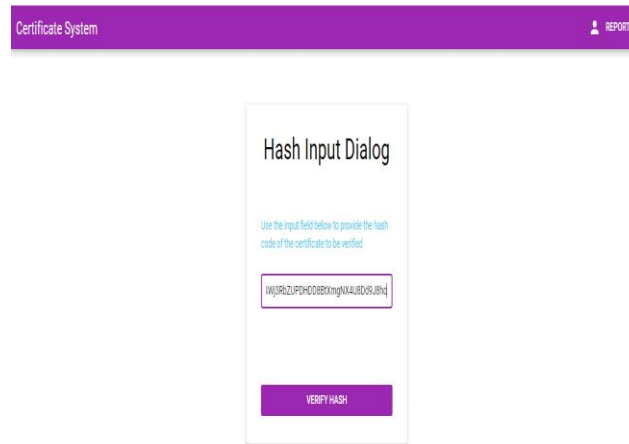 Certificate System
REPORT
Hash Input Dialog
Use the input field below to provide the hash
code of the certificate to be verified
VERIFY HASH